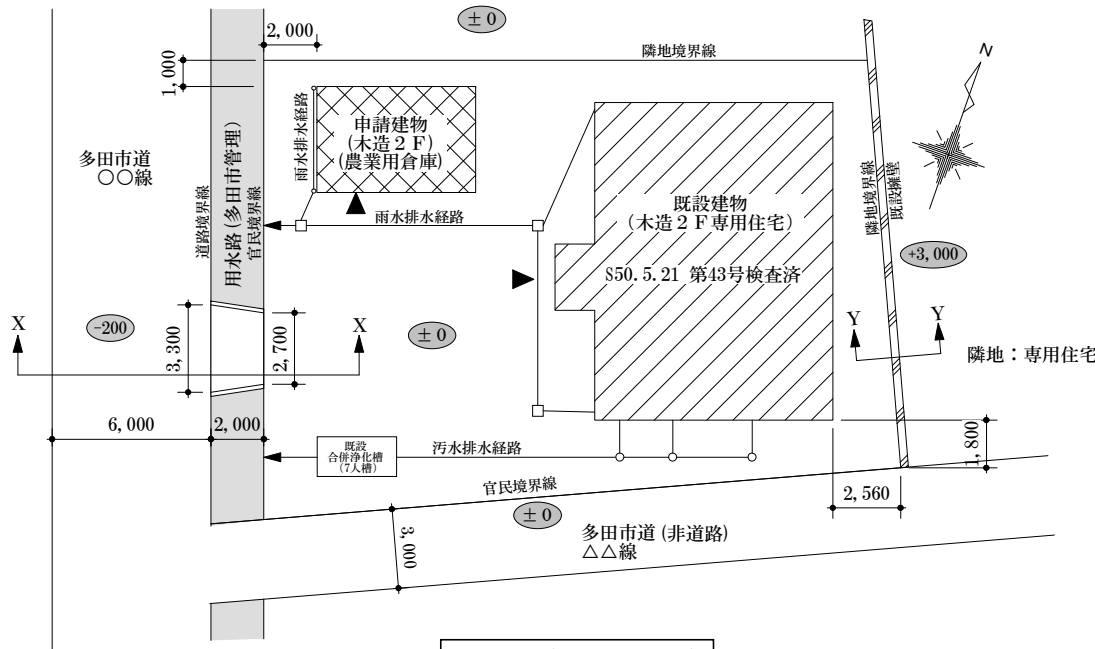 ± 0
2,000
隣地境界線
N
1,000
雨水排水経路
申請建物
(木造２Ｆ)
(農業用倉庫)
多田市道
○○線
道路境界線
用水路(多田市管理)
官民境界線
雨水排水経路
既設建物
(木造２Ｆ専用住宅)
S50.5.21 第43号検査済
隣地境界線
既設擁壁
+3,000
X
-200
3,300
2,700
X
± 0
Y
Y
隣地：専用住宅
6,000
2,000
既設
合併浄化槽
(7人槽)
汚水排水経路
1,800
官民境界線
2,560
± 0
3,000
多田市道 (非道路)
△△線